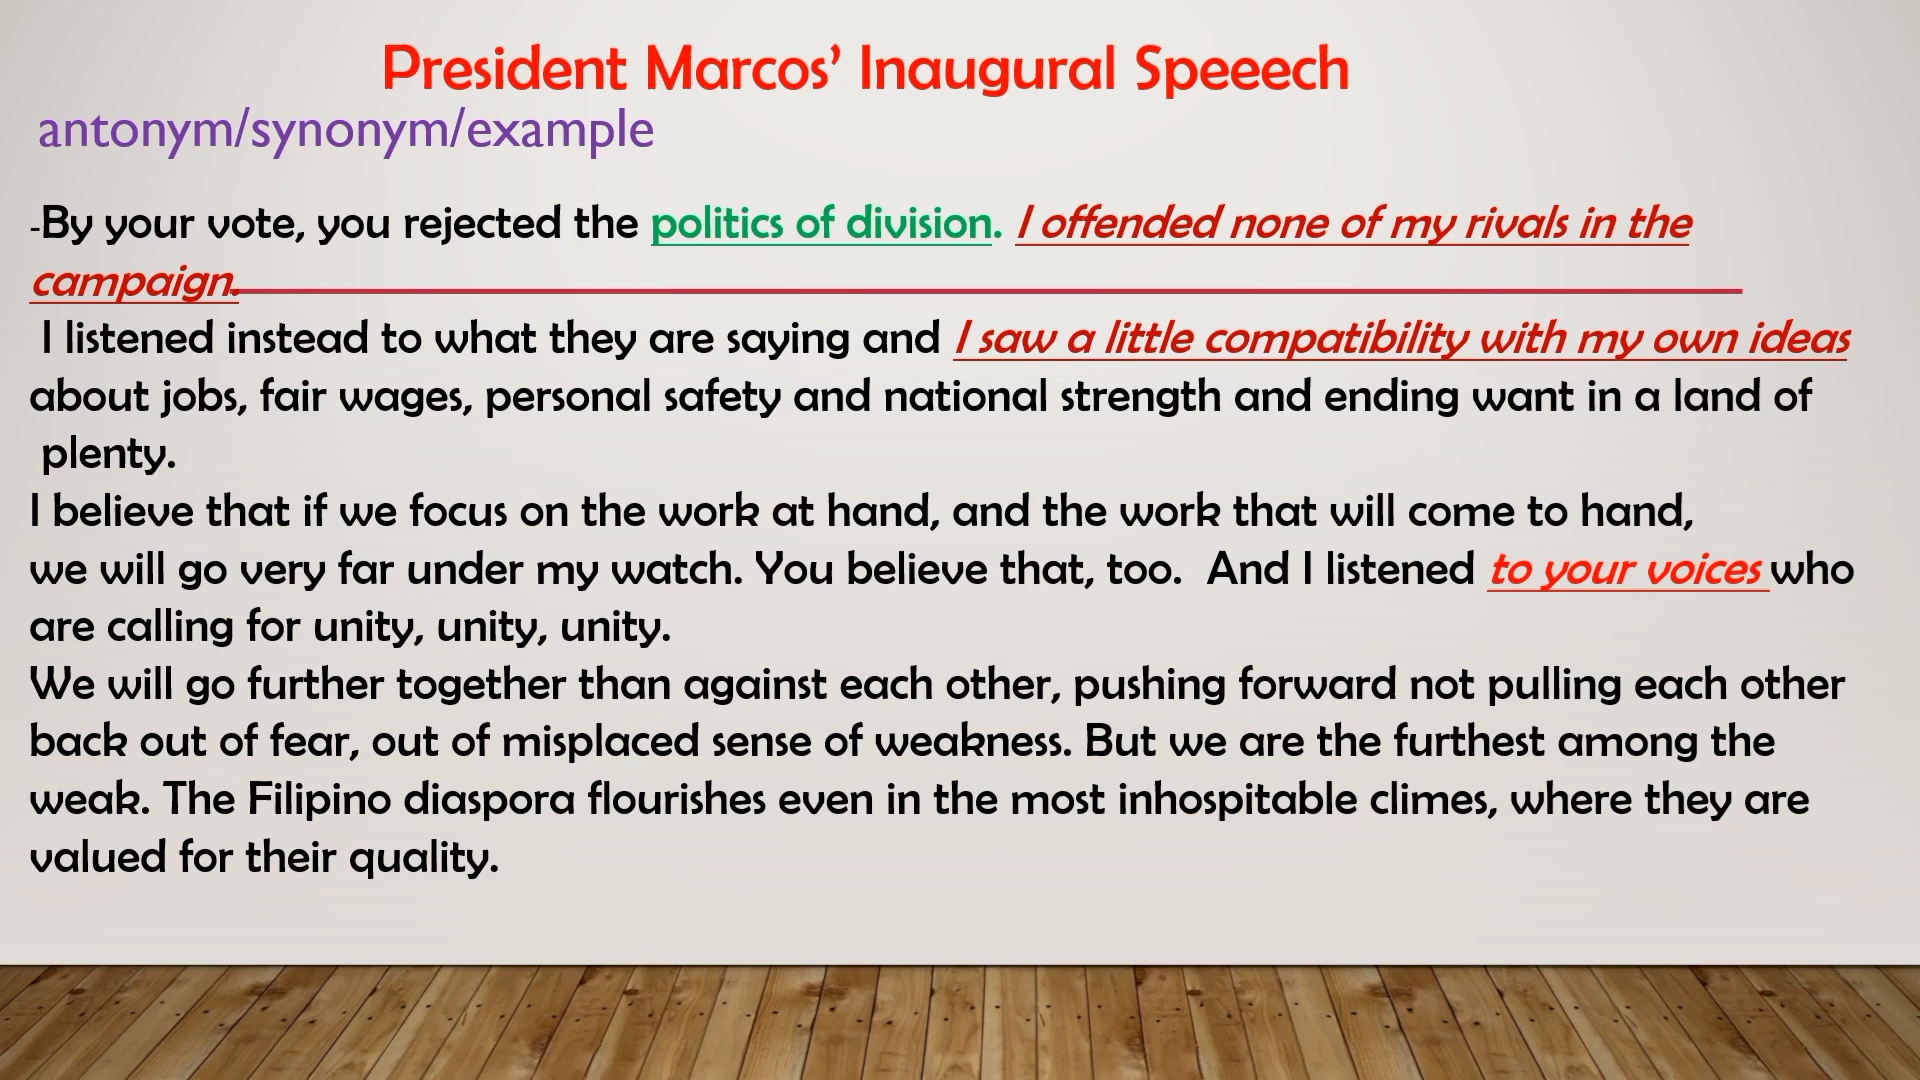 President Marcos’ Inaugural Speeech
antonym/synonym/example
-By your vote, you rejected the politics of division. I offended none of my rivals in the
campaign.
I listened instead to what they are saying and I saw a little compatibility with my own ideas
about jobs, fair wages, personal safety and national strength and ending want in a land of
plenty.
I believe that if we focus on the work at hand, and the work that will come to hand,
we will go very far under my watch. You believe that, too. And I listened to your voices who
are calling for unity, unity, unity.
We will go further together than against each other, pushing forward not pulling each other
back out of fear, out of misplaced sense of weakness. But we are the furthest among the
weak. The Filipino diaspora flourishes even in the most inhospitable climes, where they are
valued for their quality.